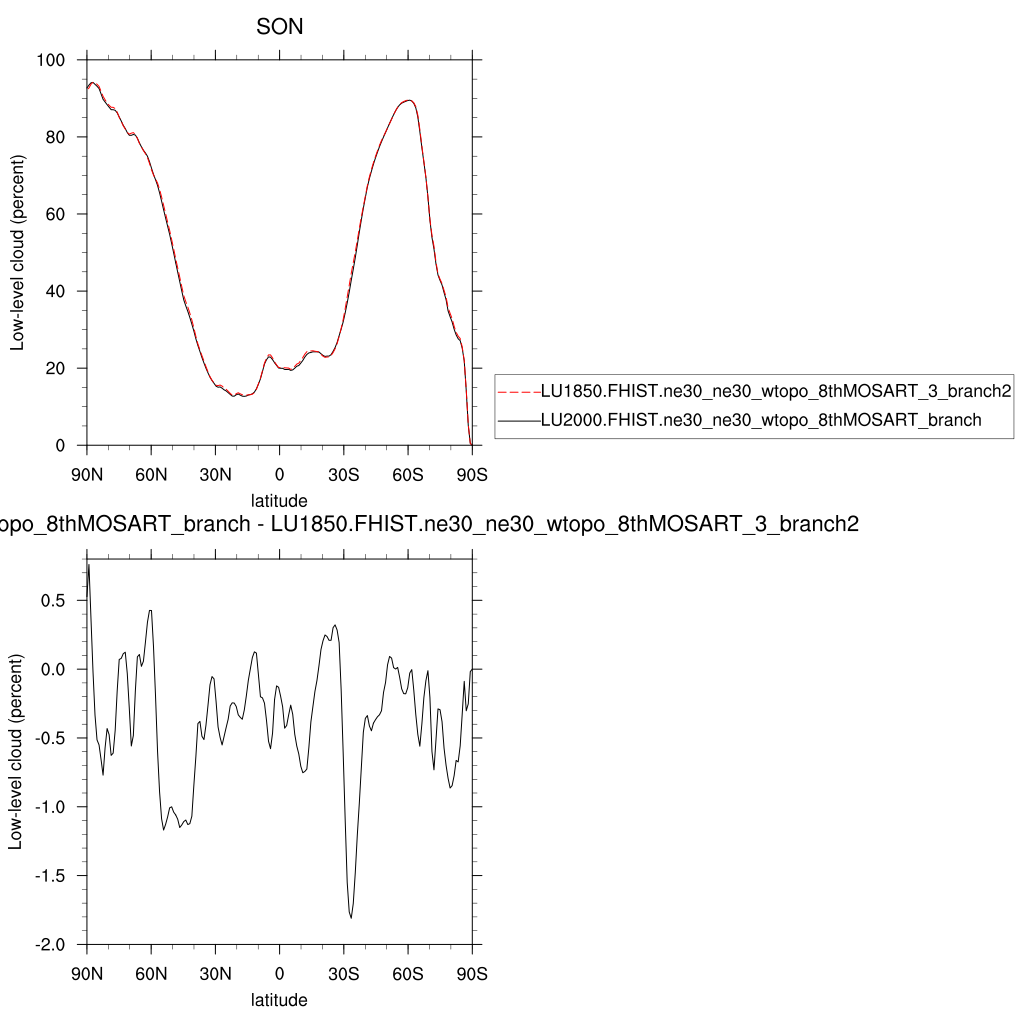 SON
100
80
60
40
20
0
Low-level cloud (percent)
90N 60N 30N 0 30S 60S 90S
latitude
LU1850.FHIST.ne30_ne30_wtopo_8thMOSART_3_branch2
LU2000.FHIST.ne30_ne30_wtopo_8thMOSART_branch
opo_8thMOSART_branch - LU1850.FHIST.ne30_ne30_wtopo_8thMOSART_3_branch2
0.5
0.0
-0.5
-1.0
-1.5
-2.0
Low-level cloud (percent)
90N 60N 30N 0 30S 60S 90S
latitude